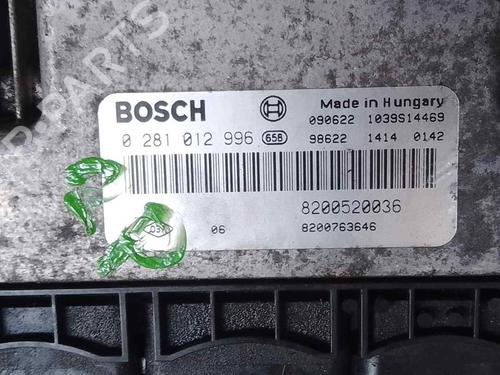 BOSCH
Made in Hungary
090622 1039S14469
0 281 012 996 65B
98622 1414 0142
8200520036
06 8200763646